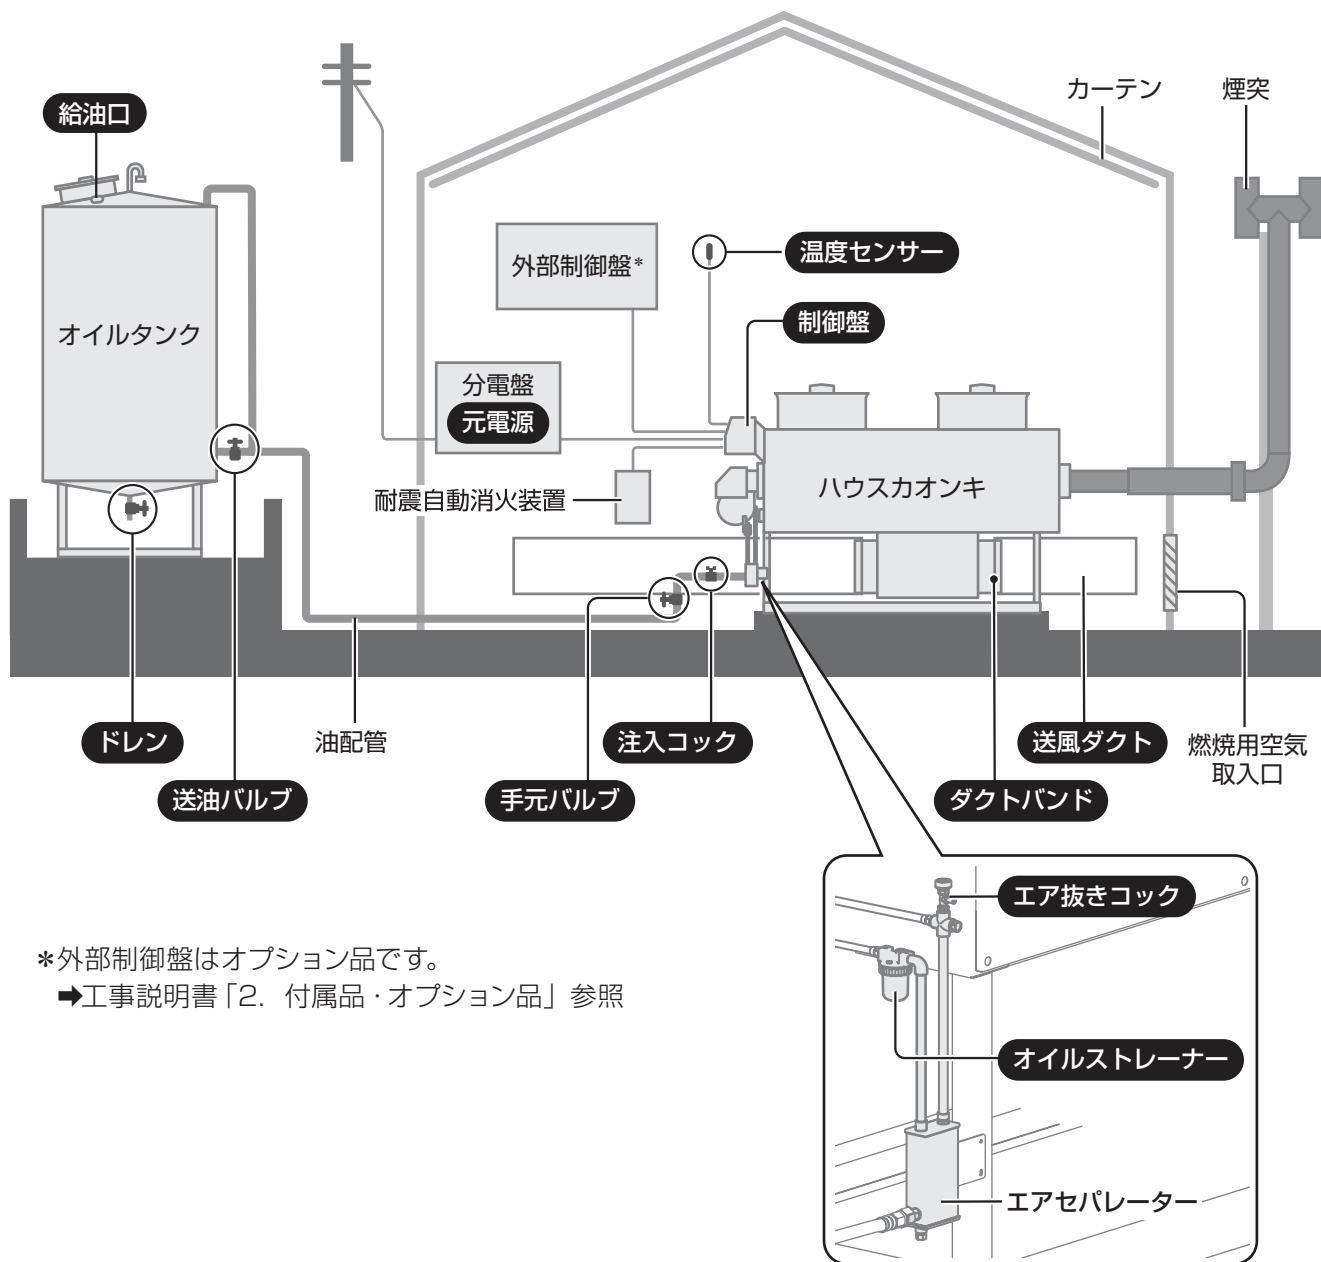 カーテン
煙突
給油口
外部制御盤*
温度センサー
制御盤
オイルタンク
分電盤
元電源
耐震自動消火装置
ハウスカオンキ
ドレン
油配管
注入コック
送風ダクト
燃焼用空気
取入口
送油バルブ
手元バルブ
ダクトバンド
エア抜きコック
*外部制御盤はオプション品です。
➡工事説明書「2. 付属品・オプション品」参照
オイルストレーナー
エアセパレーター